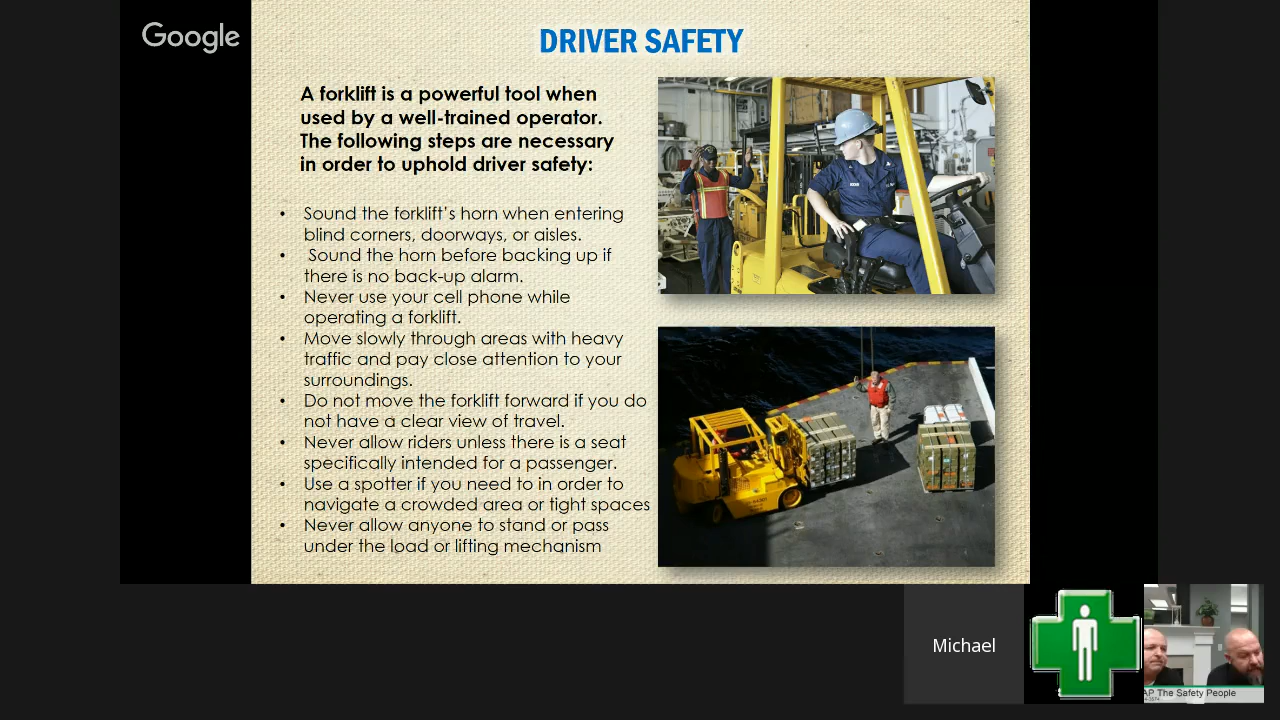 Google
DRIVER SAFETY
A forklift is a powerful tool when
used by a well-trained operator.
The following steps are necessary
in order to uphold driver safety:
• Sound the forklift's horn when entering
blind corners, doorways, or aisles.
• Sound the horn before backing up if
there is no back-up alarm.
• Never use your cell phone while
operating a forklift.
• Move slowly through areas with heavy
traffic and pay close attention to your
surroundings.
• Do not move the forklift forward if you do
not have a clear view of travel.
• Never allow riders unless there is a seat
specifically intended for a passenger.
• Use a spotter if you need to in order to
navigate a crowded area or tight spaces
• Never allow anyone to stand or pass
under the load or lifting mechanism
Michael
AP The Safety People